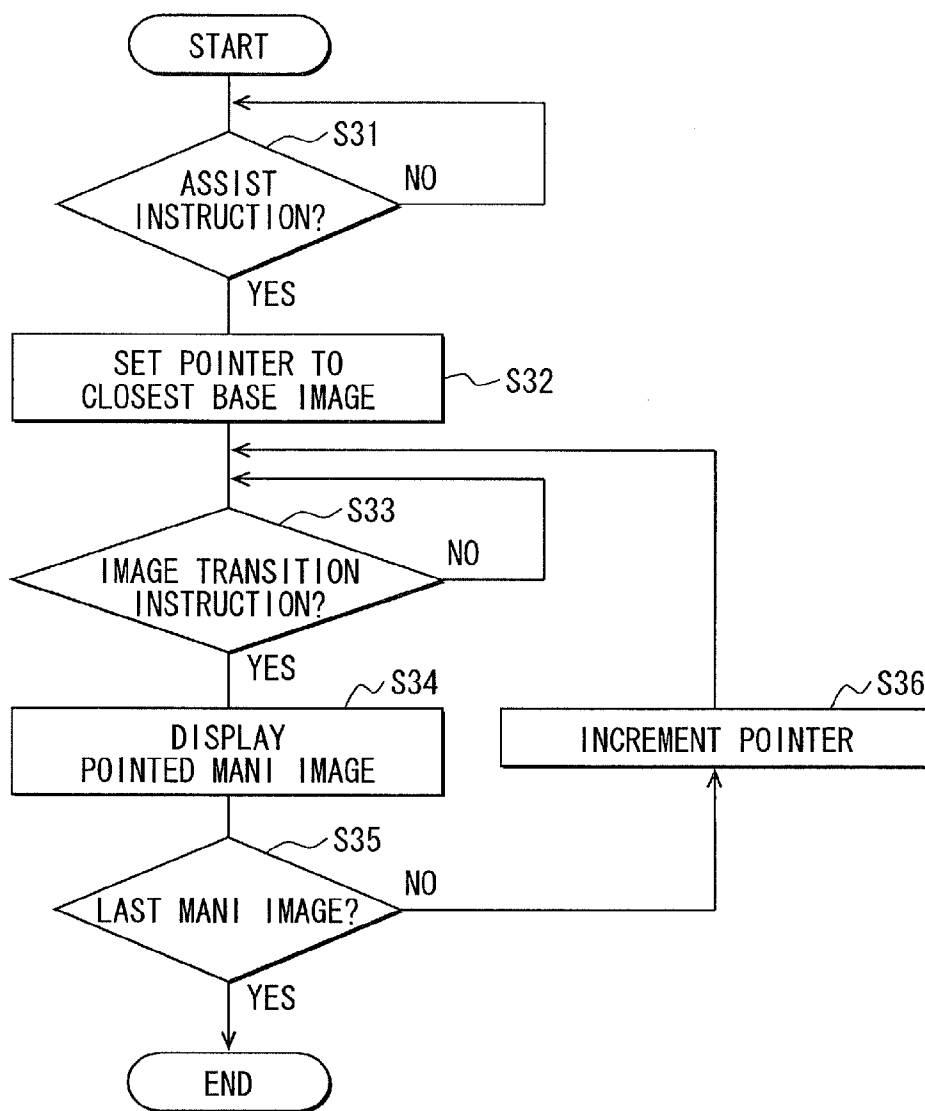 START
S31
ASSIST
INSTRUCTION?
NO
YES
SET POINTER TO
CLOSEST BASE IMAGE
S32
S33
IMAGE TRANSITION
INSTRUCTION?
NO
YES
S34
DISPLAY
POINTED MANI IMAGE
S36
INCREMENT POINTER
S35
LAST MANI IMAGE?
NO
YES
END